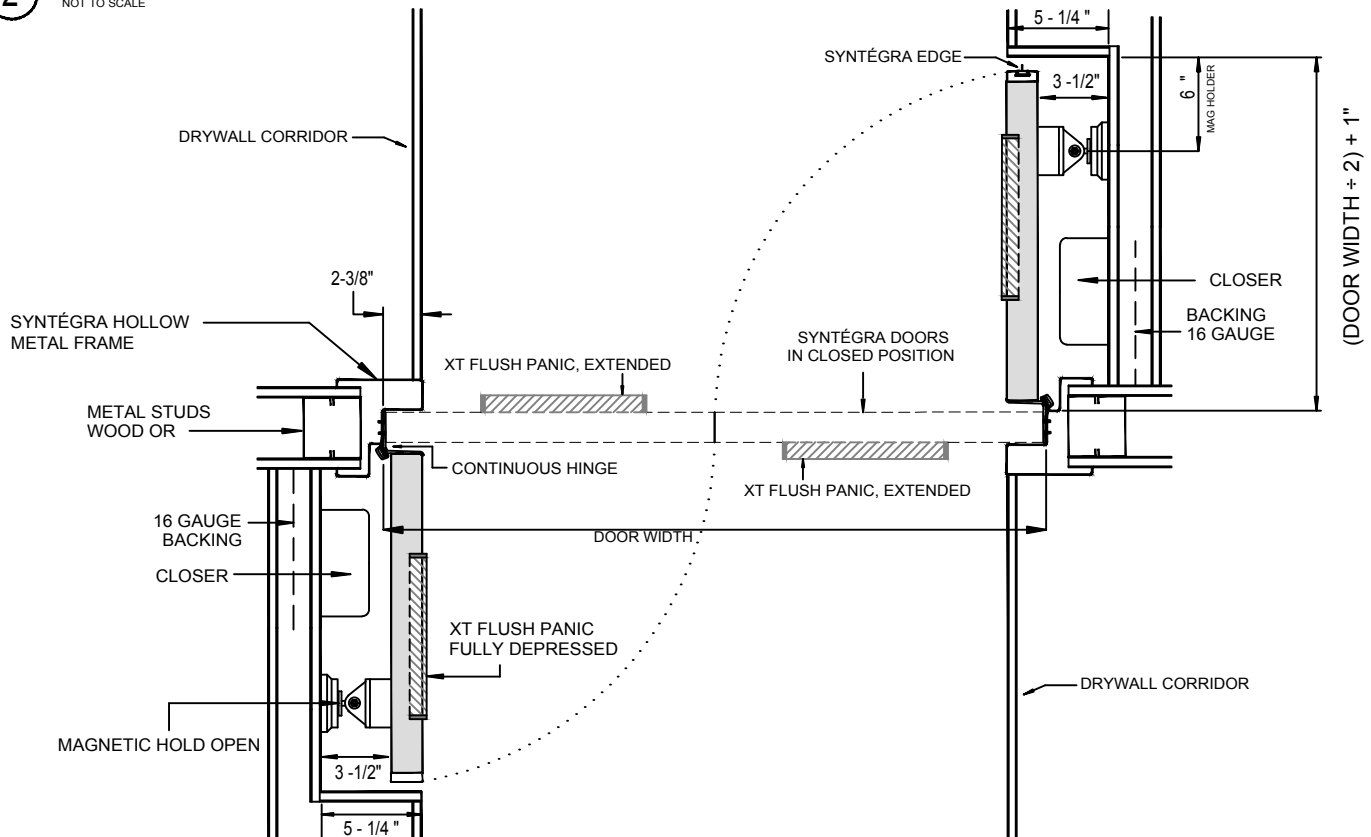 2
NOT TO SCALE
5 - 1/4 "
SYNTÉGRA EDGE
3 -1/2"
6 "
MAG HOLDER
DRYWALL CORRIDOR
(DOOR WIDTH ÷ 2) + 1"
2-3/8"
CLOSER
SYNTÉGRA HOLLOW
METAL FRAME
BACKING
16 GAUGE
SYNTÉGRA DOORS
IN CLOSED POSITION
XT FLUSH PANIC, EXTENDED
METAL STUDS
WOOD OR
CONTINUOUS HINGE
XT FLUSH PANIC, EXTENDED
16 GAUGE
BACKING
DOOR WIDTH
CLOSER
XT FLUSH PANIC
FULLY DEPRESSED
DRYWALL CORRIDOR
MAGNETIC HOLD OPEN
3 -1/2"
5 - 1/4 "